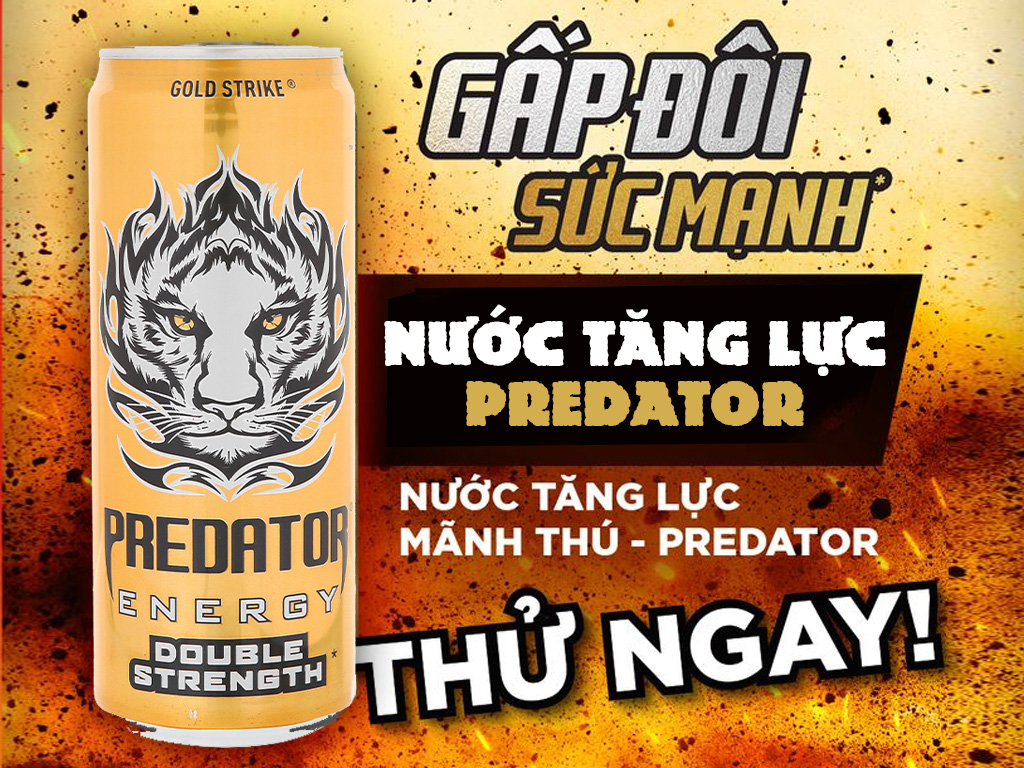 GOLD STRIKE®
PREDATOR®
ENERGY
DOUBLE
STRENGTH*
GẤP ĐÔI
SỨC MẠNH*
NƯỚC TĂNG LỰC
PREDATOR
NƯỚC TĂNG LỰC
MÃNH THÚ - PREDATOR
THỬ NGAY!